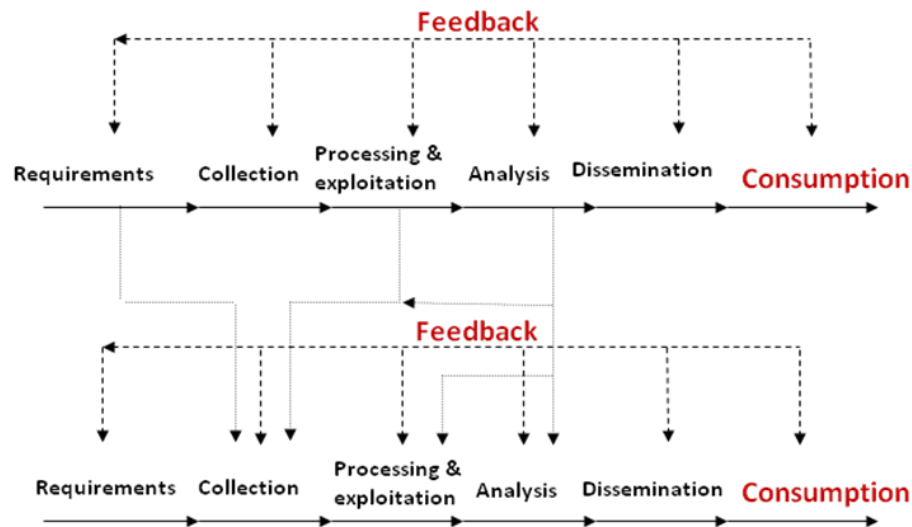 Feedback
Requirements
Collection
Processing &
exploitation
Analysis
Dissemination
Consumption
Feedback
Requirements
Collection
Processing &
exploitation
Analysis
Dissemination
Consumption